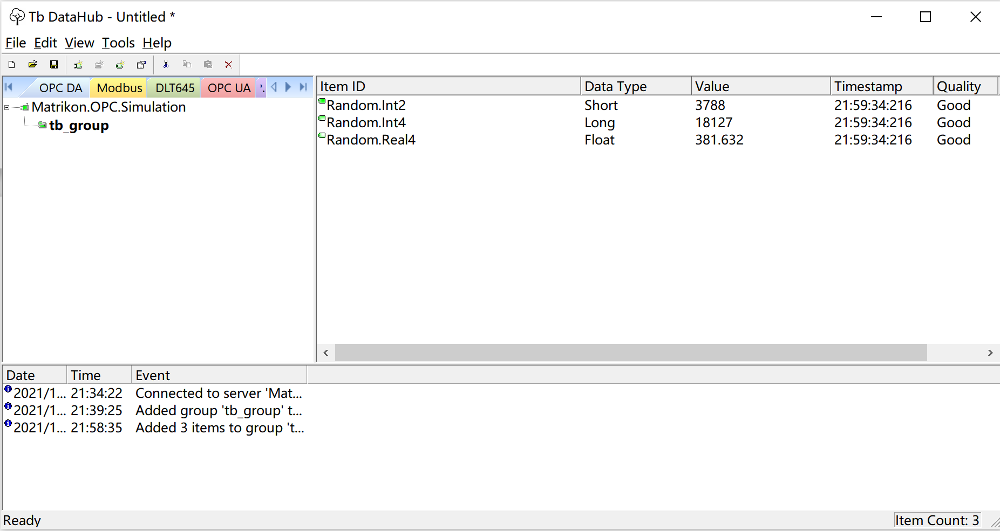 Tb DataHub - Untitled *
File Edit View Tools Help
OPC DA Modbus DLT645 OPC UA
Matrikon.OPC.Simulation
tb_group
Item ID Data Type Value Timestamp Quality
Random.Int2 Short 3788 21:59:34:216 Good
Random.Int4 Long 18127 21:59:34:216 Good
Random.Real4 Float 381.632 21:59:34:216 Good
Date Time Event
2021/1... 21:34:22 Connected to server 'Mat...
2021/1... 21:39:25 Added group 'tb_group' t...
2021/1... 21:58:35 Added 3 items to group 't...
Ready Item Count: 3